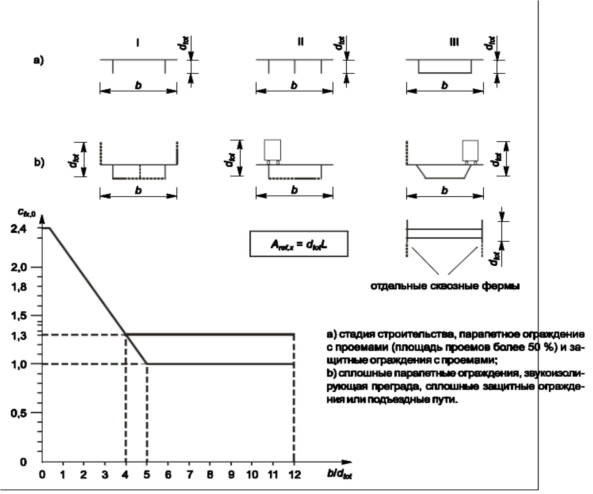 I II III
a) d_tot d_tot d_tot
b b b
b) d_tot d_tot d_tot
b b b
c_fx,0
A_ref,x = d_tot L
d_tot
отдельные сквозные фермы
2,4
2,0
1,8
1,5
1,3
1,0
0,5
0
0 1 2 3 4 5 6 7 8 9 10 11 12 b/d_tot
a) стадия строительства, парапетное ограждение
с проемами (площадь проемов более 50 %) и за-
щитные ограждения с проемами;
b) сплошные парапетные ограждения, звукоизоли-
рующая преграда, сплошные защитные огражде-
ния или подъездные пути.